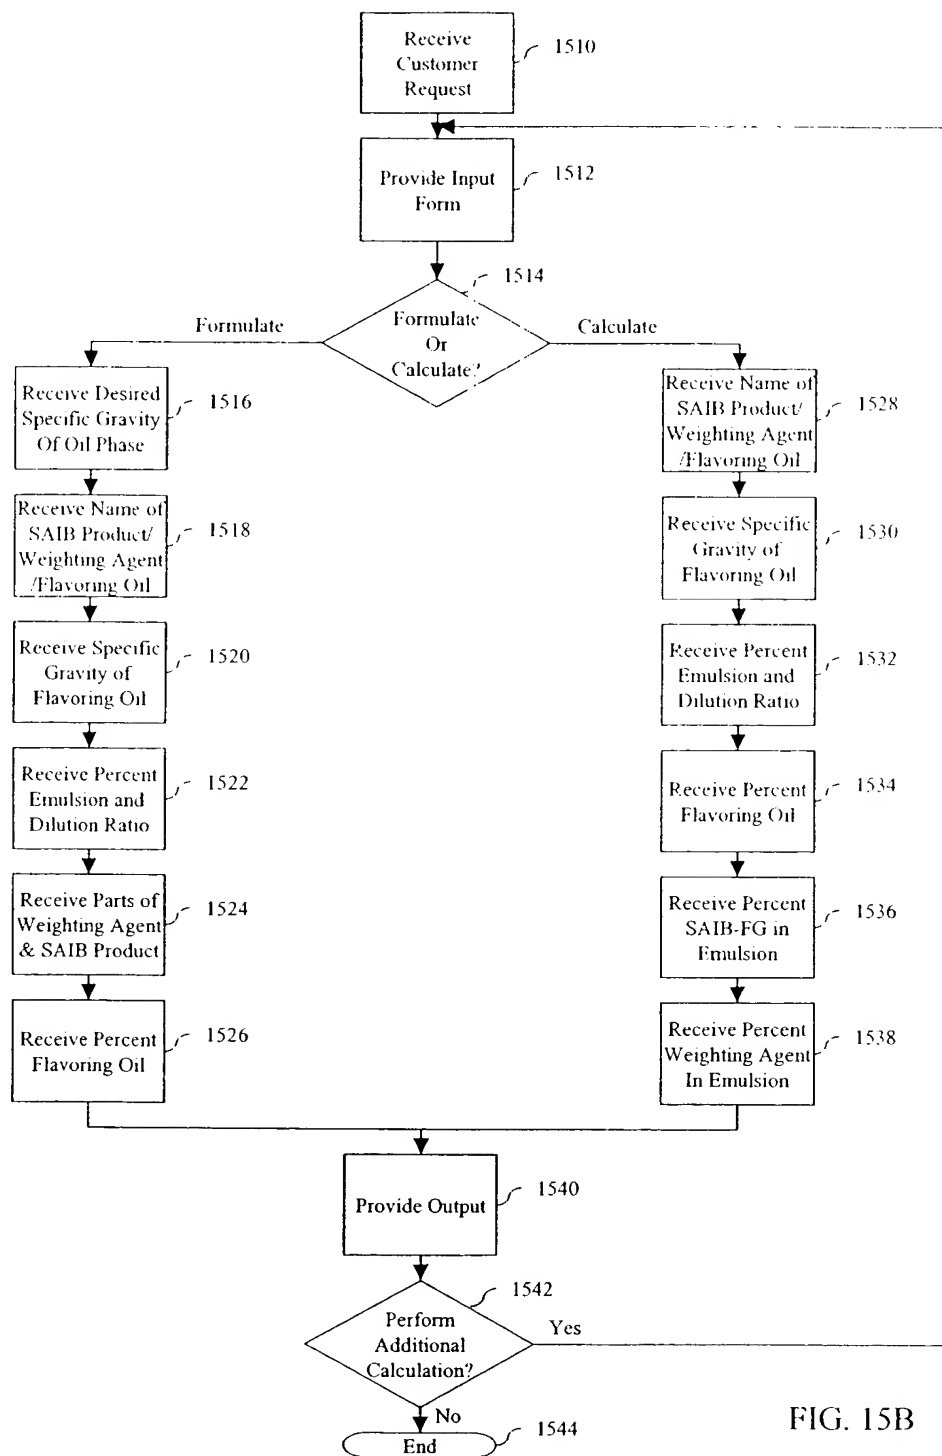 Receive
Customer
Request
1510
Provide Input
Form
1512
1514
Formulate
Or
Calculate?
Formulate
Calculate
Receive Desired
Specific Gravity
Of Oil Phase
1516
Receive Name of
SAIB Product/
Weighting Agent
/Flavoring Oil
1518
Receive Specific
Gravity of
Flavoring Oil
1520
Receive Percent
Emulsion and
Dilution Ratio
1522
Receive Parts of
Weighting Agent
& SAIB Product
1524
Receive Percent
Flavoring Oil
1526
Receive Name of
SAIB Product/
Weighting Agent
/Flavoring Oil
1528
Receive Specific
Gravity of
Flavoring Oil
1530
Receive Percent
Emulsion and
Dilution Ratio
1532
Receive Percent
Flavoring Oil
1534
Receive Percent
SAIB-FG in
Emulsion
1536
Receive Percent
Weighting Agent
In Emulsion
1538
Provide Output
1540
1542
Perform
Additional
Calculation?
Yes
No
End
1544
FIG. 15B